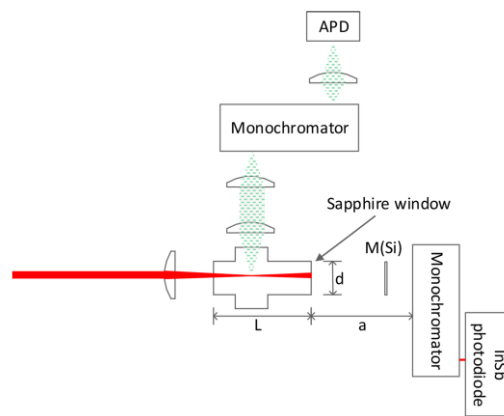 APD
Monochromator
Sapphire window
M(Si)
d
L
a
Monochromator
InSb
photodiode